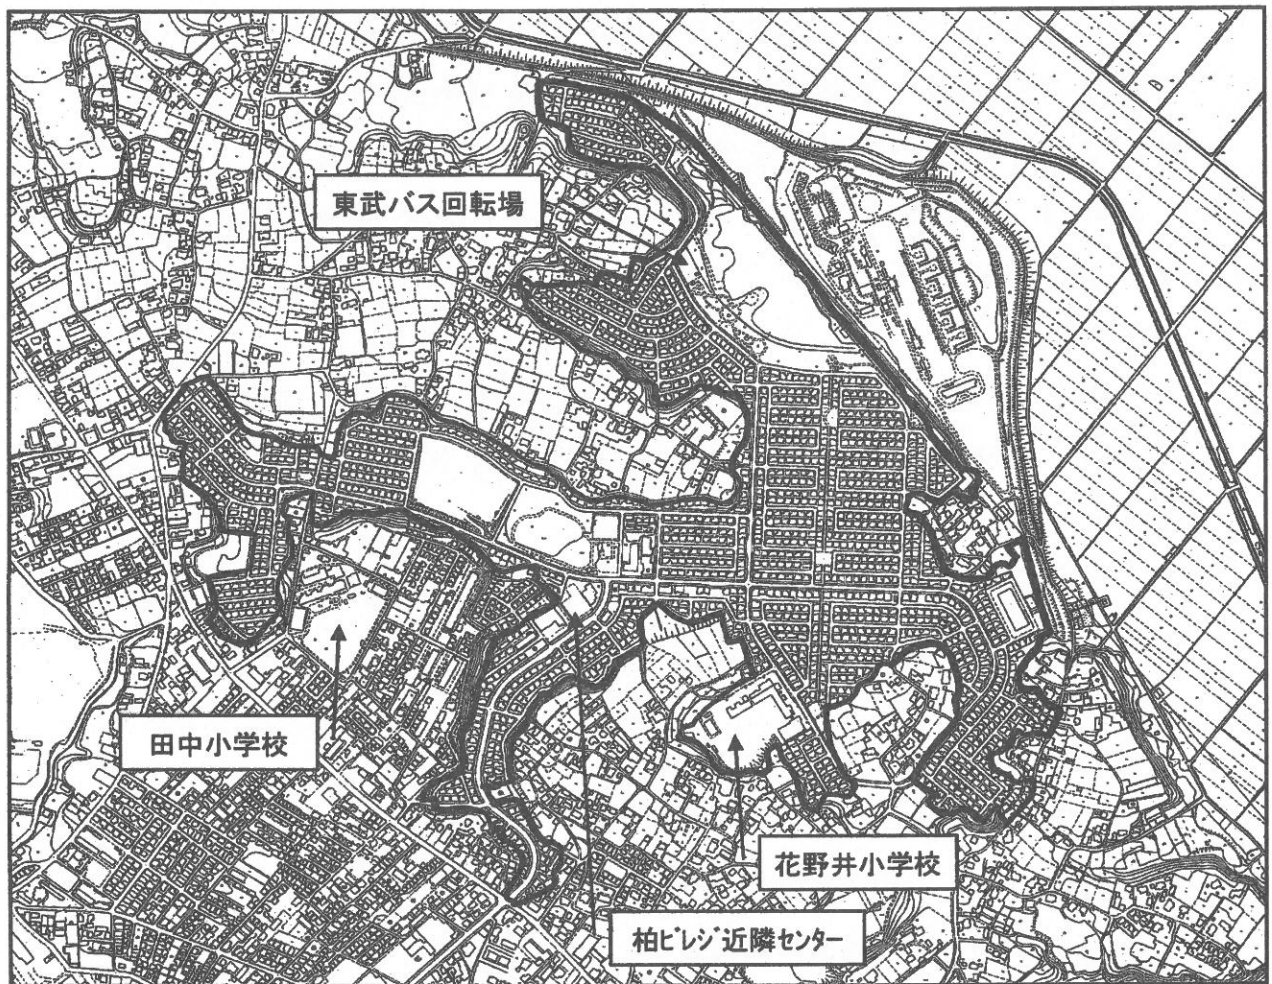 東武バス回転場
田中小学校
花野井小学校
柏ﾋﾞﾚｼﾞ近隣センター